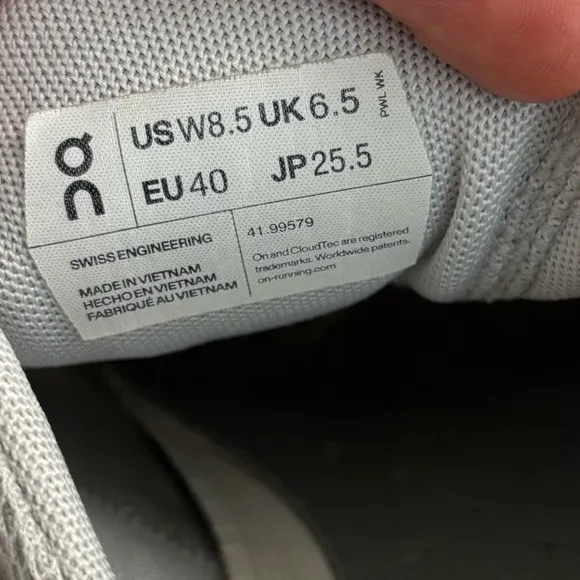 US W8.5 UK 6.5
EU 40 JP 25.5
PWL WK
SWISS ENGINEERING
MADE IN VIETNAM
HECHO EN VIETNAM
FABRIQUÉ AU VIETNAM
41.99579
On and CloudTec are registered
trademarks. Worldwide patents.
on-running.com